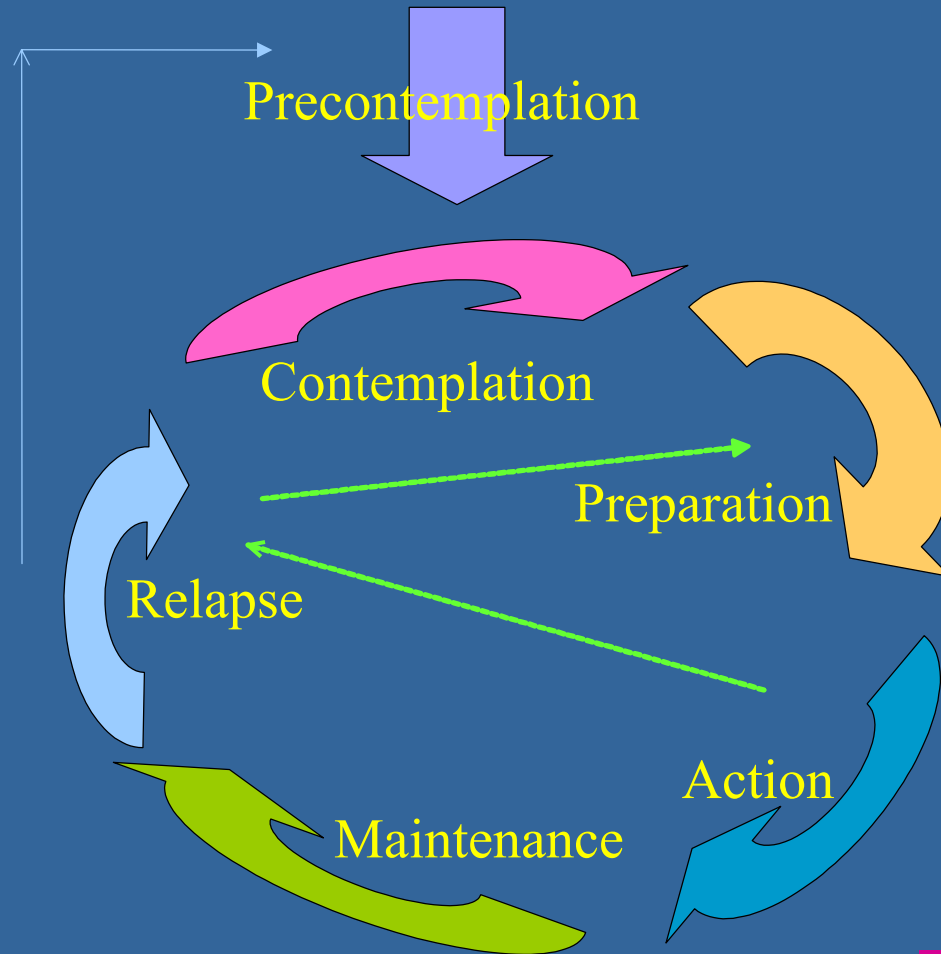 Precontemplation
Contemplation
Preparation
Relapse
Action
Maintenance